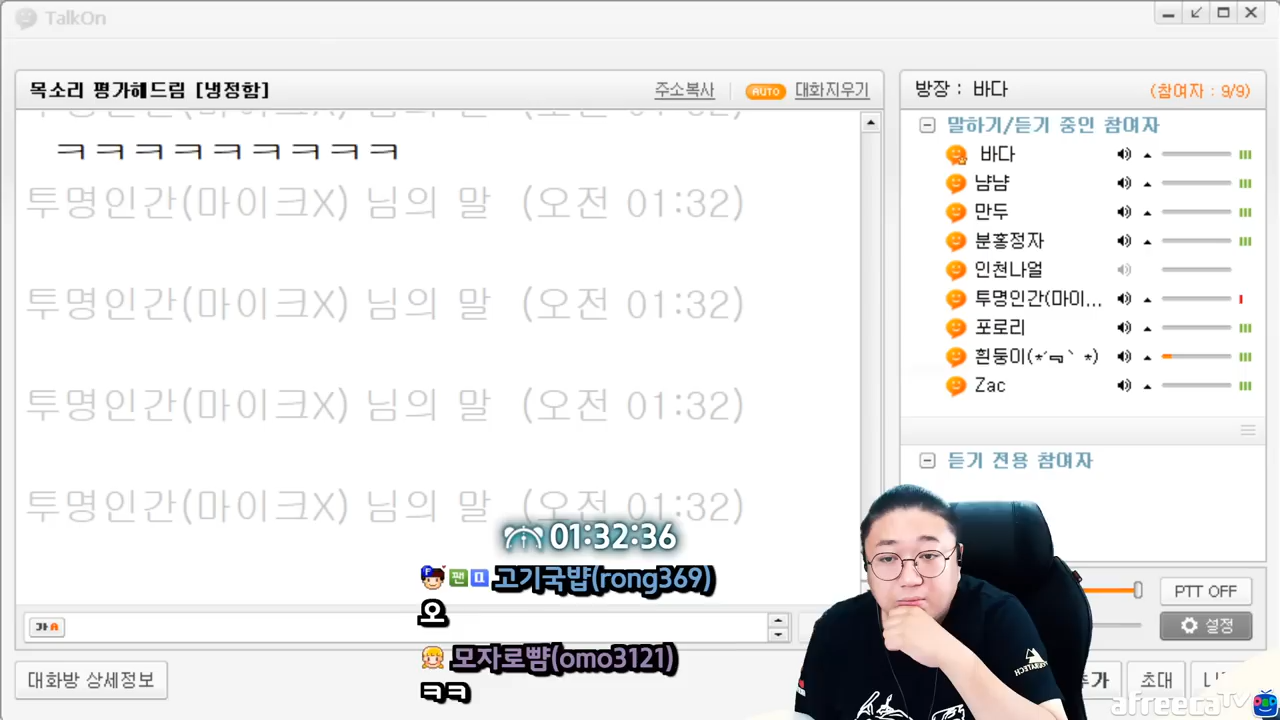 TalkOn
목소리 평가해드림 [냉정함]
주소복사
AUTO
대화지우기
ㅋㅋㅋㅋㅋㅋㅋㅋㅋ
투명인간(마이크X) 님의 말 (오전 01:32)
투명인간(마이크X) 님의 말 (오전 01:32)
투명인간(마이크X) 님의 말 (오전 01:32)
투명인간(마이크X) 님의 말 (오전 01:32)
01:32:36
고기국뱝(rong369)
오
모자로뺨(omo3121)
ㅋㅋ
가A
대화방 상세정보
방장 : 바다
(참여자 : 9/9)
말하기/듣기 중인 참여자
바다
냠냠
만두
분홍정자
인천나얼
투명인간(마이...
포로리
흰둥이(*´ㅋ` *)
Zac
듣기 전용 참여자
PTT OFF
설정
초대
afreecaTV